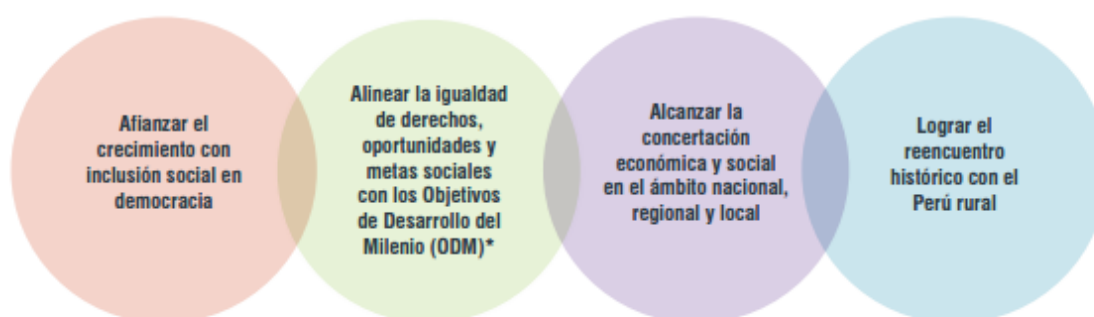 Afianzar el
crecimiento con
inclusión social en
democracia
Alinear la igualdad
de derechos,
oportunidades y
metas sociales
con los Objetivos
de Desarrollo del
Milenio (ODM)*
Alcanzar la
concertación
económica y social
en el ámbito nacional,
regional y local
Lograr el
reencuentro
histórico con el
Perú rural